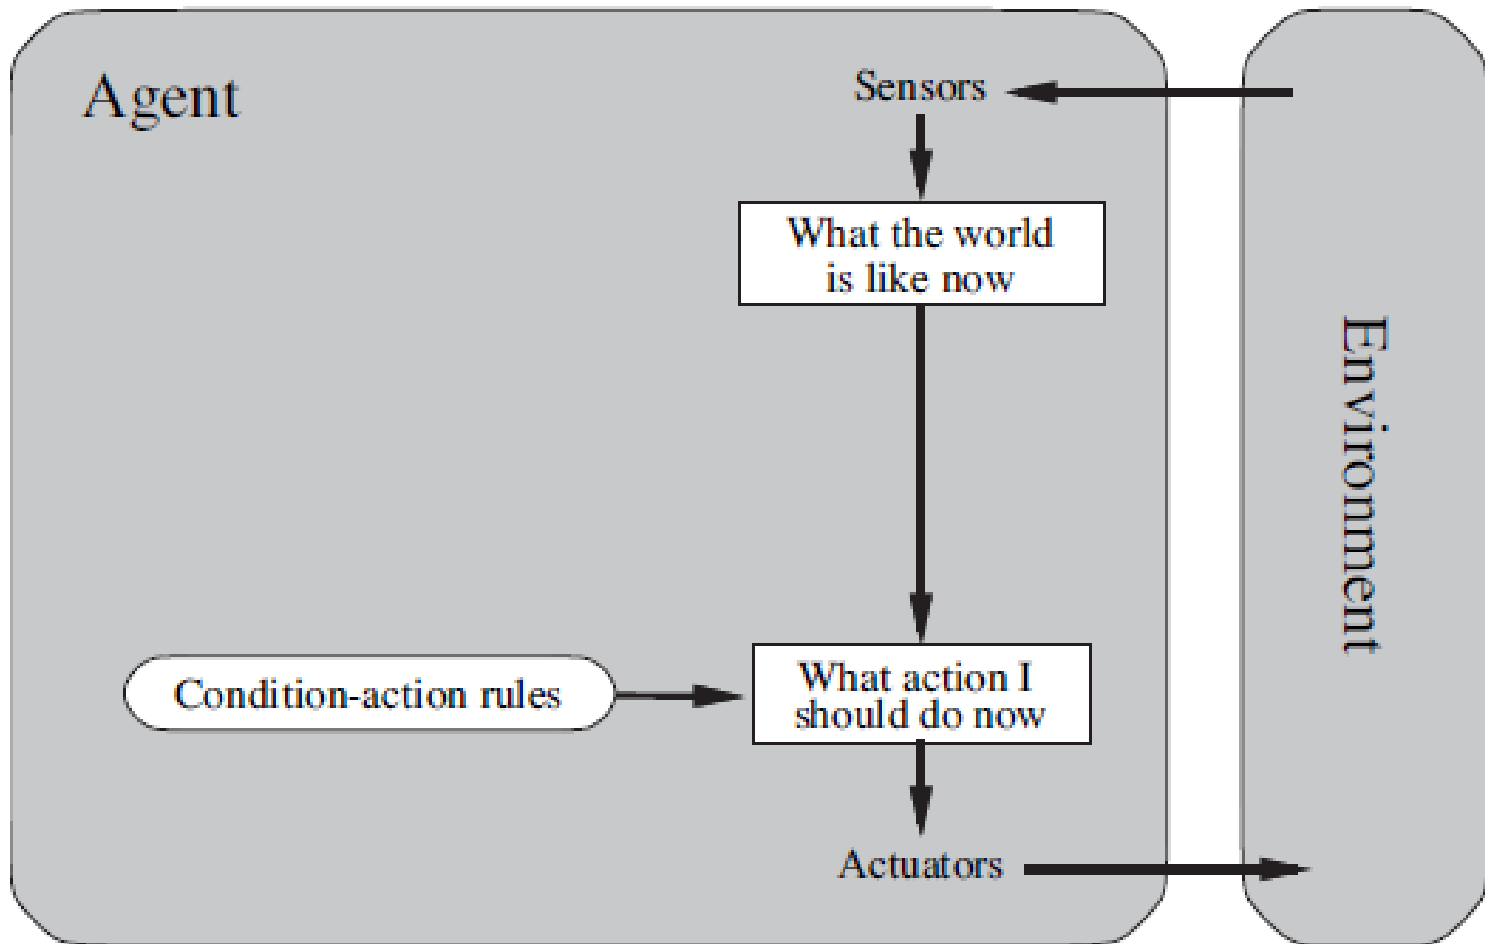 Agent
Sensors
What the world
is like now
Environment
Condition-action rules
What action I
should do now
Actuators